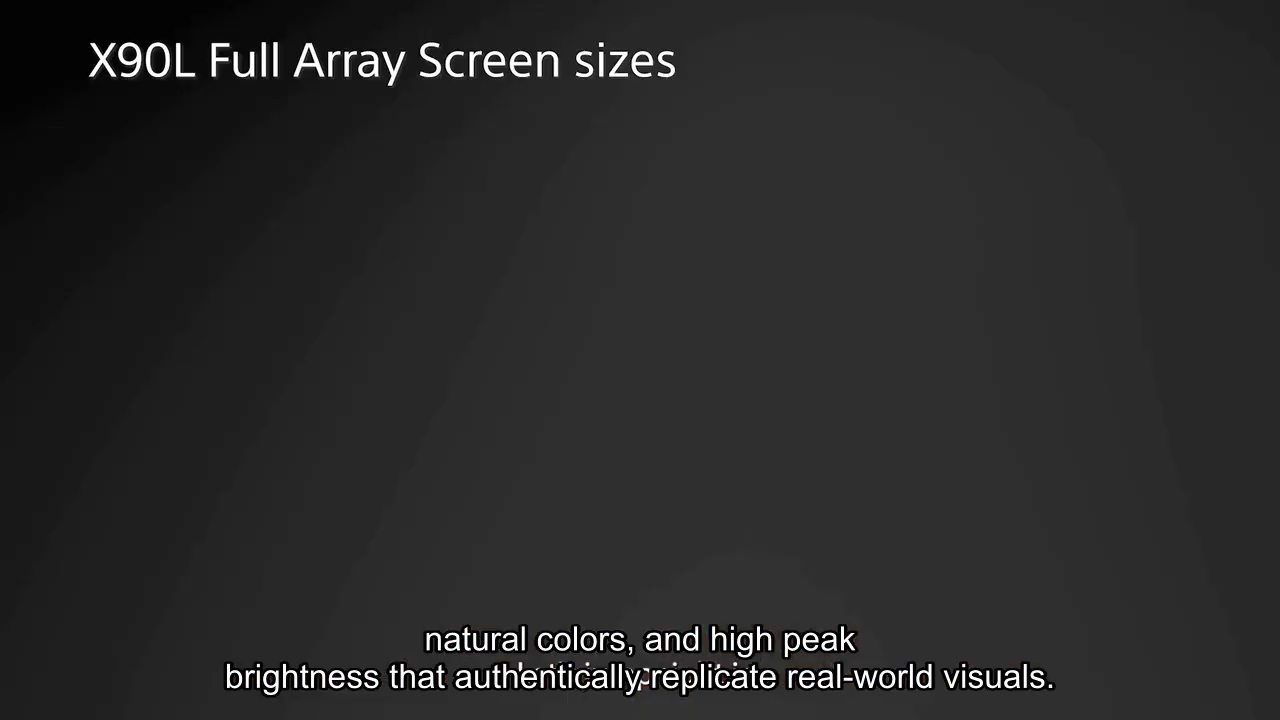 X90L Full Array Screen sizes
natural colors, and high peak
brightness that authentically replicate real-world visuals.